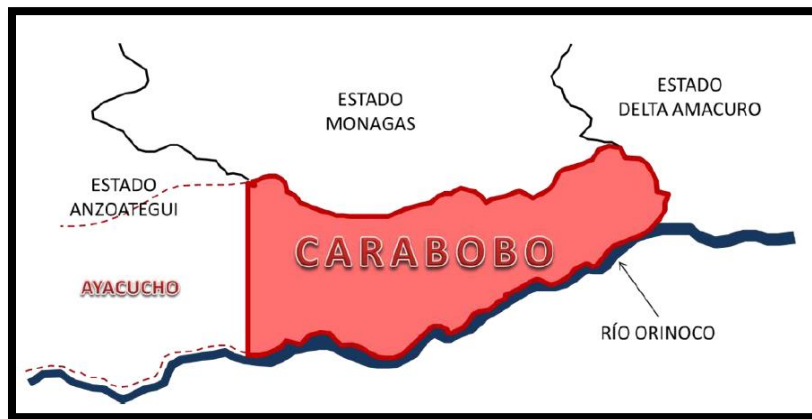 ESTADO
MONAGAS
ESTADO
DELTA AMACURO
ESTADO
ANZOATEGUI
CARABOBO
AYACUCHO
RÍO ORINOCO